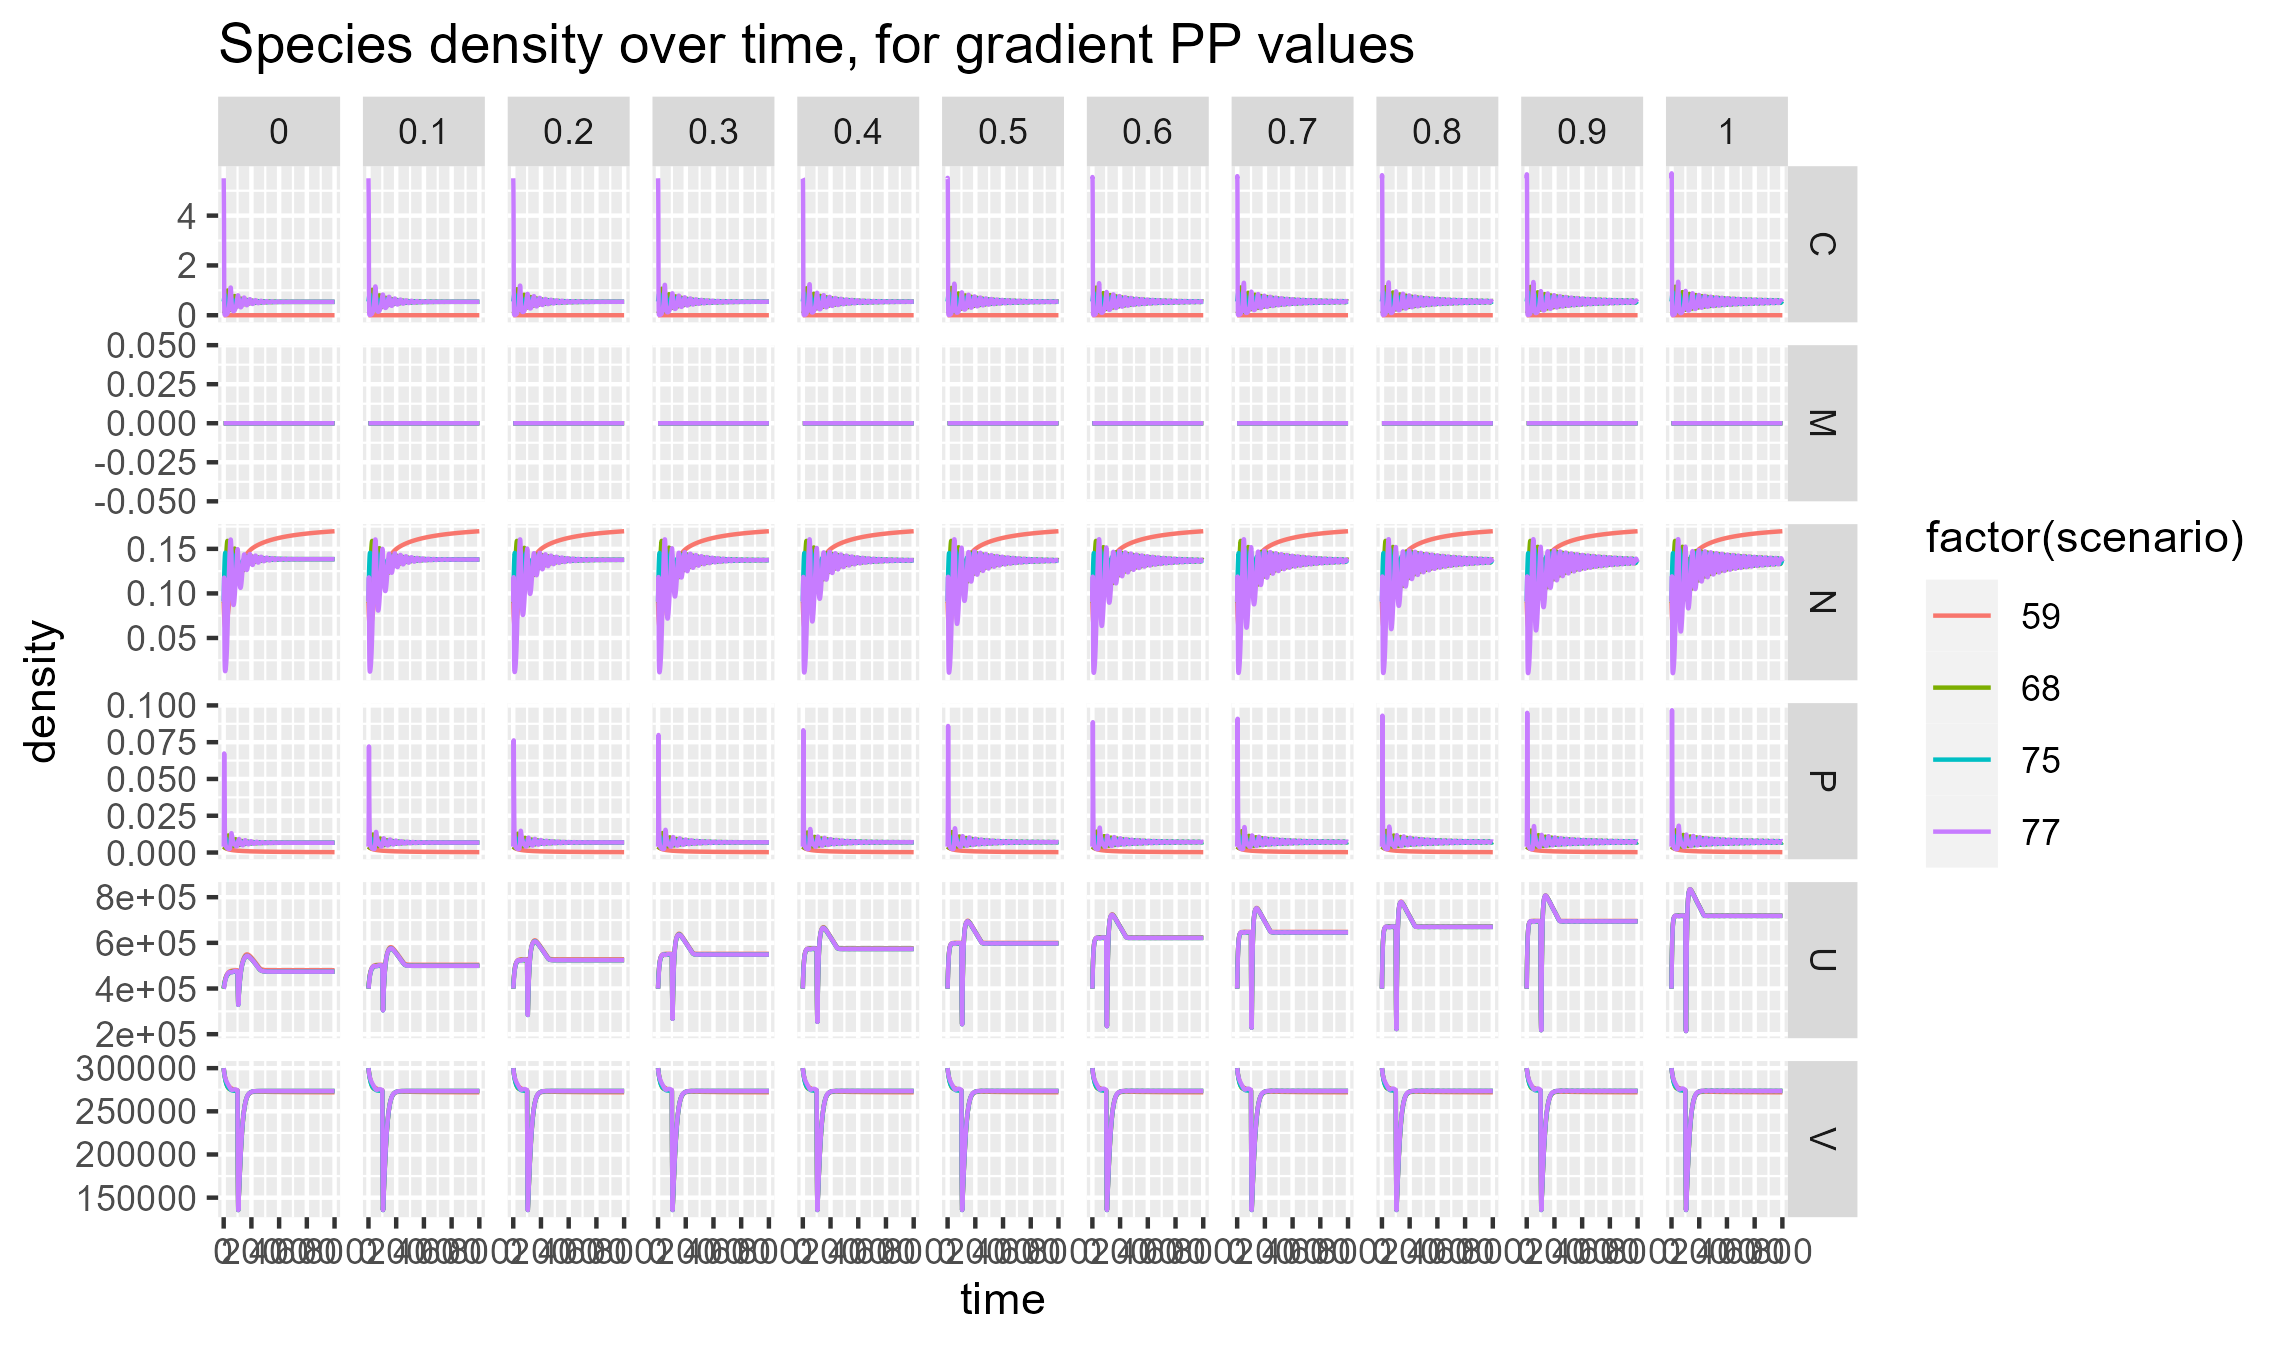 Species density over time, for gradient PP values
0 0.1 0.2 0.3 0.4 0.5 0.6 0.7 0.8 0.9 1
4
2
0
C
0.050
0.025
0.000
-0.025
-0.050
M
0.15
0.10
0.05
N
0.100
0.075
0.050
0.025
0.000
P
8e+05
6e+05
4e+05
2e+05
U
300000
250000
200000
150000
V
density
time
factor(scenario)
59
68
75
77